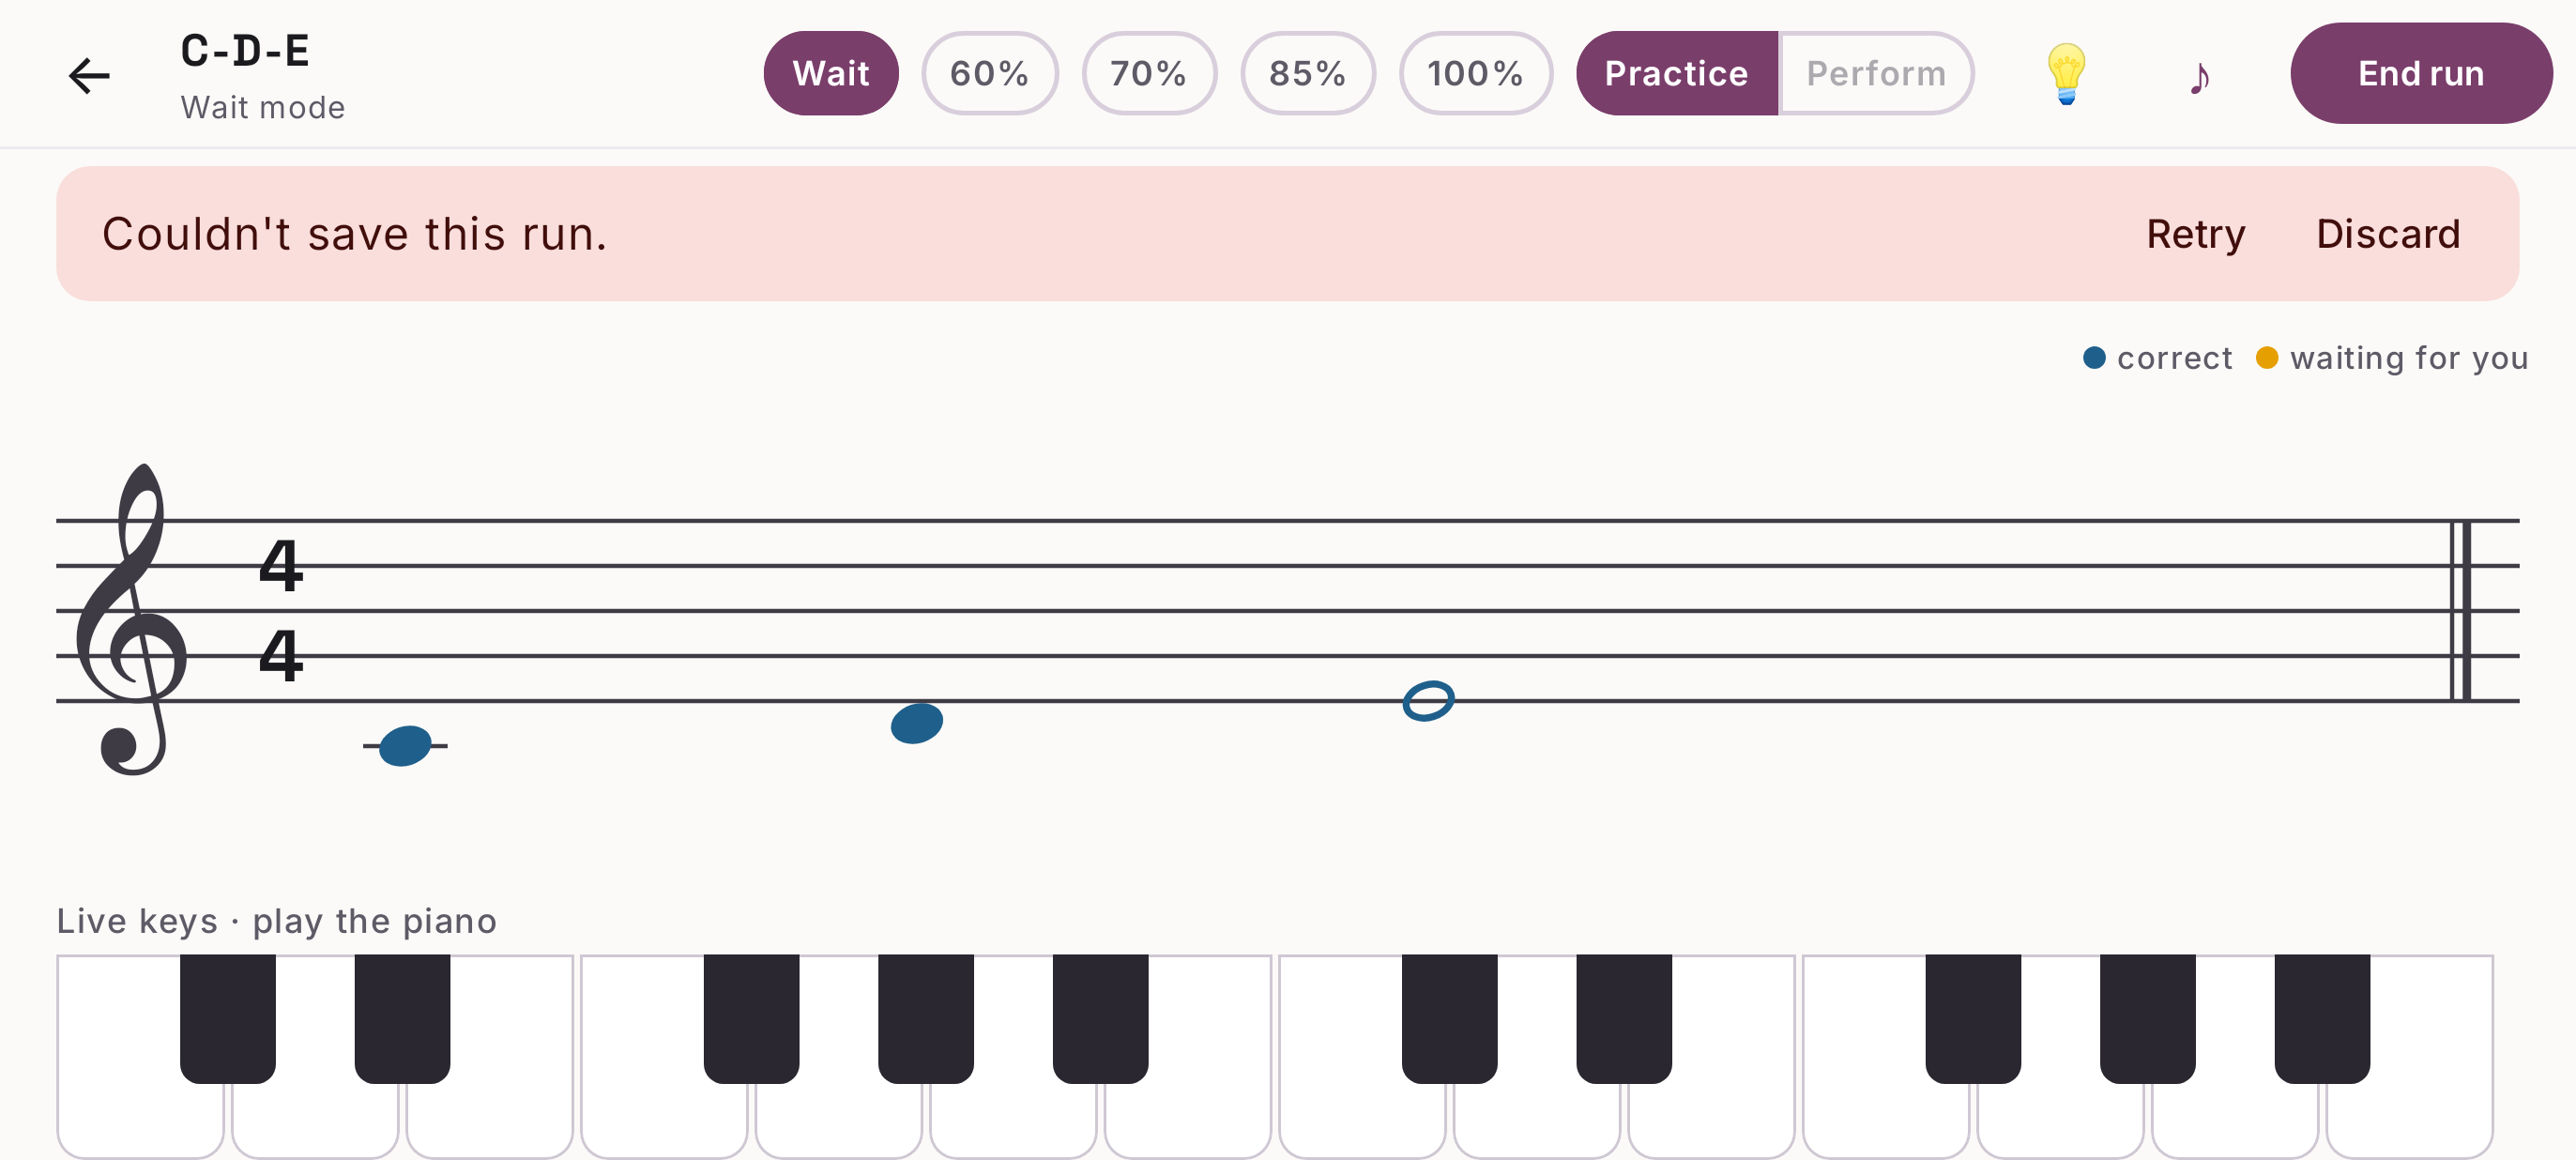 C-D-E
Wait mode
Wait 60% 70% 85% 100% Practice Perform End run
Couldn't save this run. Retry Discard
correct waiting for you
4
4
Live keys · play the piano